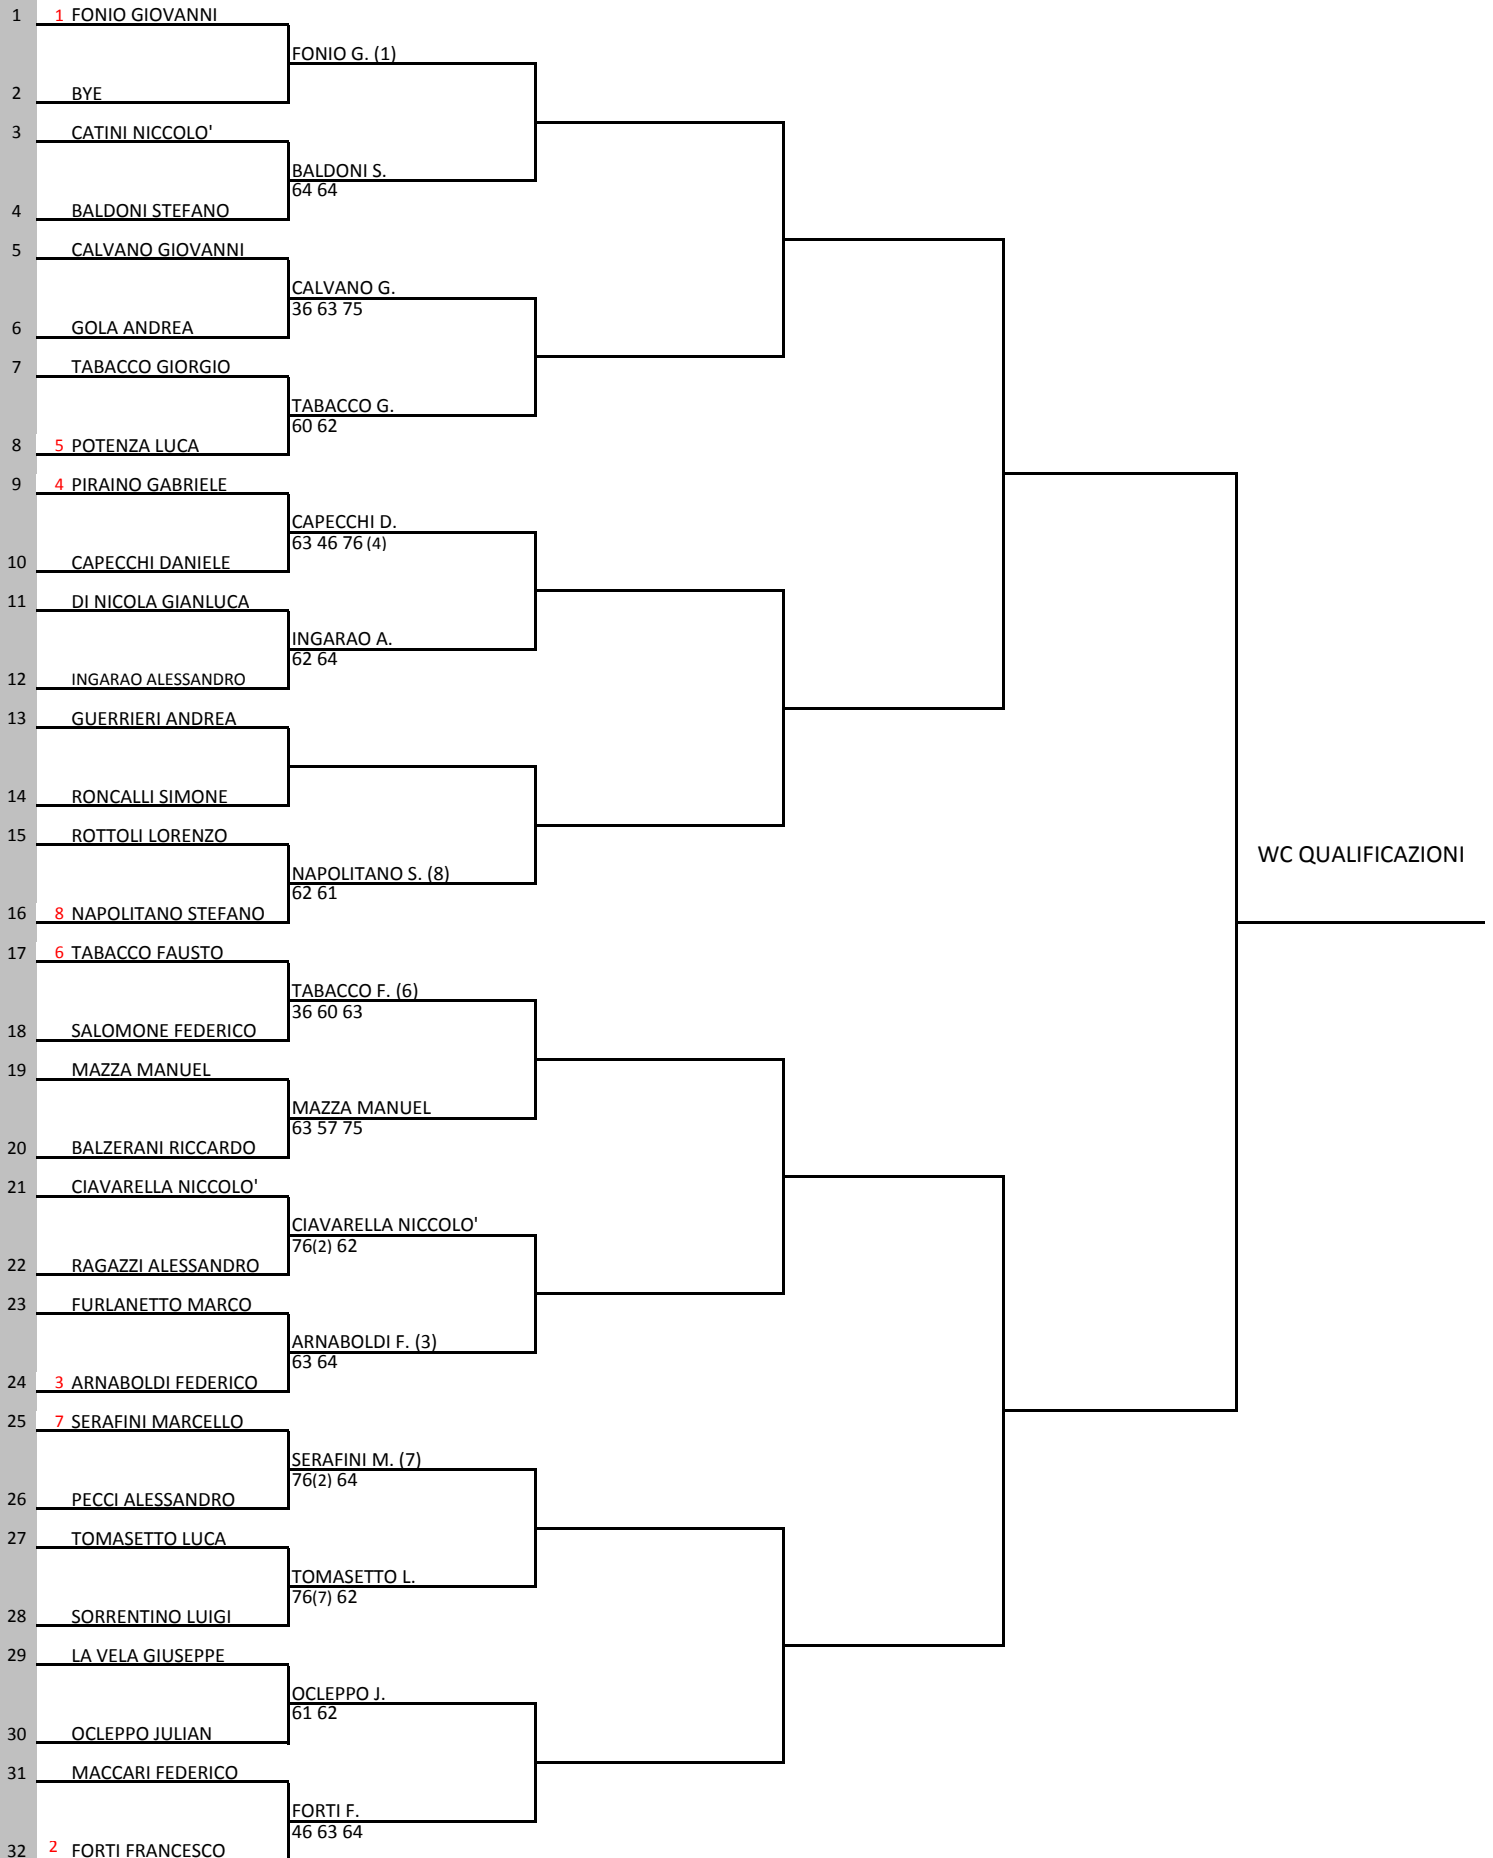 1 1 FONIO GIOVANNI
FONIO G. (1)
2 BYE
3 CATINI NICCOLO'
BALDONI S.
64 64
4 BALDONI STEFANO
5 CALVANO GIOVANNI
CALVANO G.
36 63 75
6 GOLA ANDREA
7 TABACCO GIORGIO
TABACCO G.
60 62
8 5 POTENZA LUCA
9 4 PIRAINO GABRIELE
CAPECCHI D.
63 46 76 (4)
10 CAPECCHI DANIELE
11 DI NICOLA GIANLUCA
INGARAO A.
62 64
12 INGARAO ALESSANDRO
13 GUERRIERI ANDREA
14 RONCALLI SIMONE
15 ROTTOLI LORENZO
WC QUALIFICAZIONI
NAPOLITANO S. (8)
62 61
16 8 NAPOLITANO STEFANO
17 6 TABACCO FAUSTO
TABACCO F. (6)
36 60 63
18 SALOMONE FEDERICO
19 MAZZA MANUEL
MAZZA MANUEL
63 57 75
20 BALZERANI RICCARDO
21 CIAVARELLA NICCOLO'
CIAVARELLA NICCOLO'
76(2) 62
22 RAGAZZI ALESSANDRO
23 FURLANETTO MARCO
ARNABOLDI F. (3)
63 64
24 3 ARNABOLDI FEDERICO
25 7 SERAFINI MARCELLO
SERAFINI M. (7)
76(2) 64
26 PECCI ALESSANDRO
27 TOMASETTO LUCA
TOMASETTO L.
76(7) 62
28 SORRENTINO LUIGI
29 LA VELA GIUSEPPE
OCLEPPO J.
61 62
30 OCLEPPO JULIAN
31 MACCARI FEDERICO
FORTI F.
46 63 64
32 2 FORTI FRANCESCO